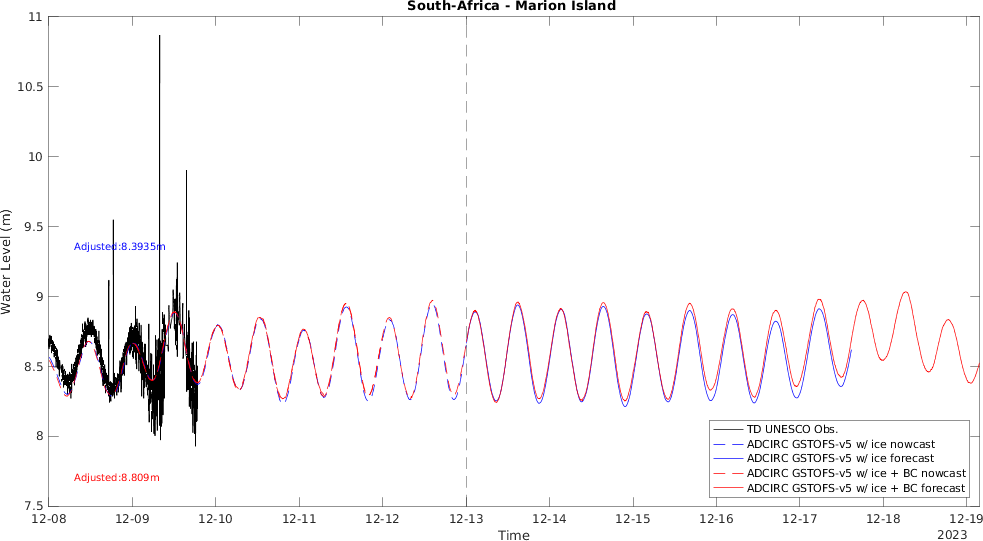 South-Africa - Marion Island
Water Level (m)
11
10.5
10
9.5
9
8.5
8
7.5
Adjusted:8.3935m
Adjusted:8.809m
TD UNESCO Obs.
ADCIRC GSTOFS-v5 w/ ice nowcast
ADCIRC GSTOFS-v5 w/ ice forecast
ADCIRC GSTOFS-v5 w/ ice + BC nowcast
ADCIRC GSTOFS-v5 w/ ice + BC forecast
12-08 12-09 12-10 12-11 12-12 12-13 12-14 12-15 12-16 12-17 12-18 12-19
Time
2023